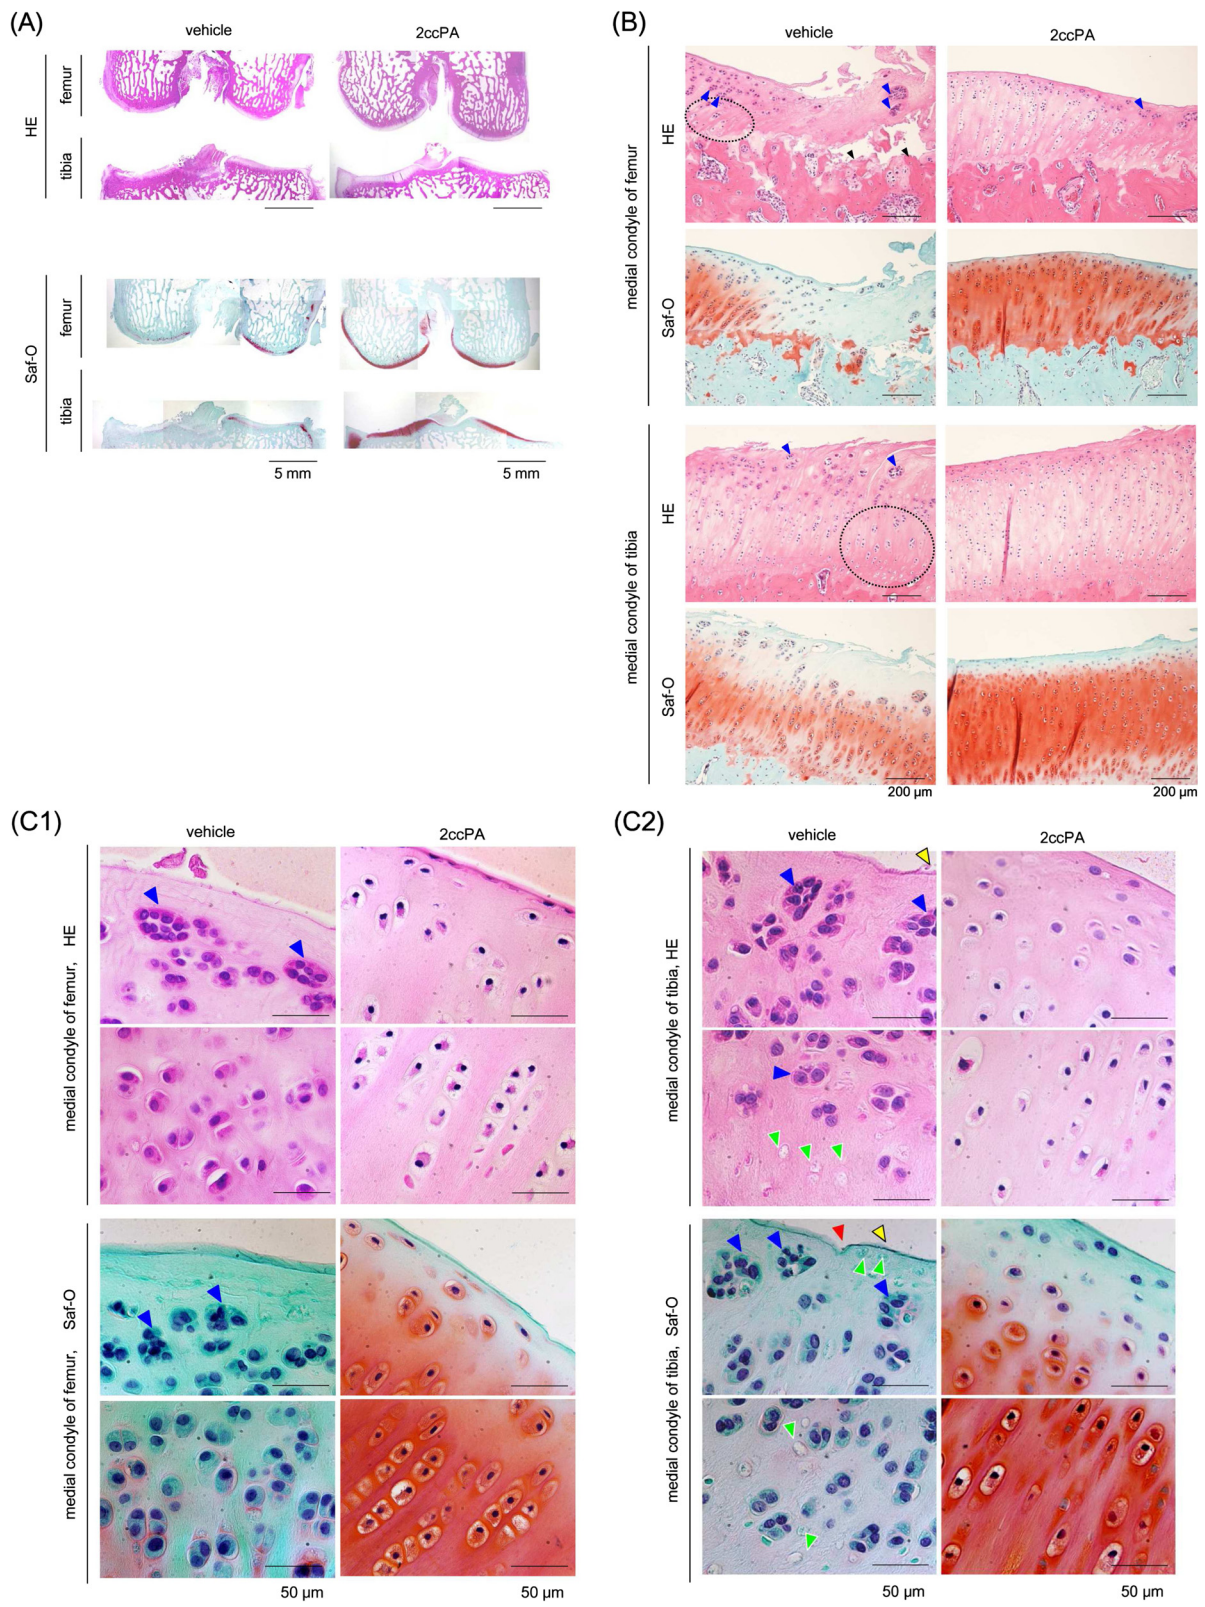 (A)
vehicle
2ccPA
HE
femur
tibia
Saf-O
femur
tibia
5 mm
5 mm
(B)
vehicle
2ccPA
medial condyle of femur
HE
Saf-O
medial condyle of tibia
HE
Saf-O
200 μm
200 μm
(C1)
vehicle
2ccPA
medial condyle of femur, HE
medial condyle of femur, Saf-O
50 μm
50 μm
(C2)
vehicle
2ccPA
medial condyle of tibia, HE
medial condyle of tibia, Saf-O
50 μm
50 μm